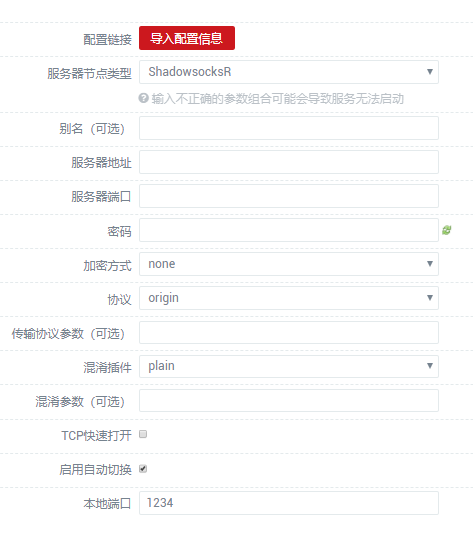 配置链接 导入配置信息
服务器节点类型 ShadowsocksR
输入不正确的参数组合可能会导致服务无法启动
别名（可选）
服务器地址
服务器端口
密码
加密方式 none
协议 origin
传输协议参数（可选）
混淆插件 plain
混淆参数（可选）
TCP快速打开
启用自动切换
本地端口 1234